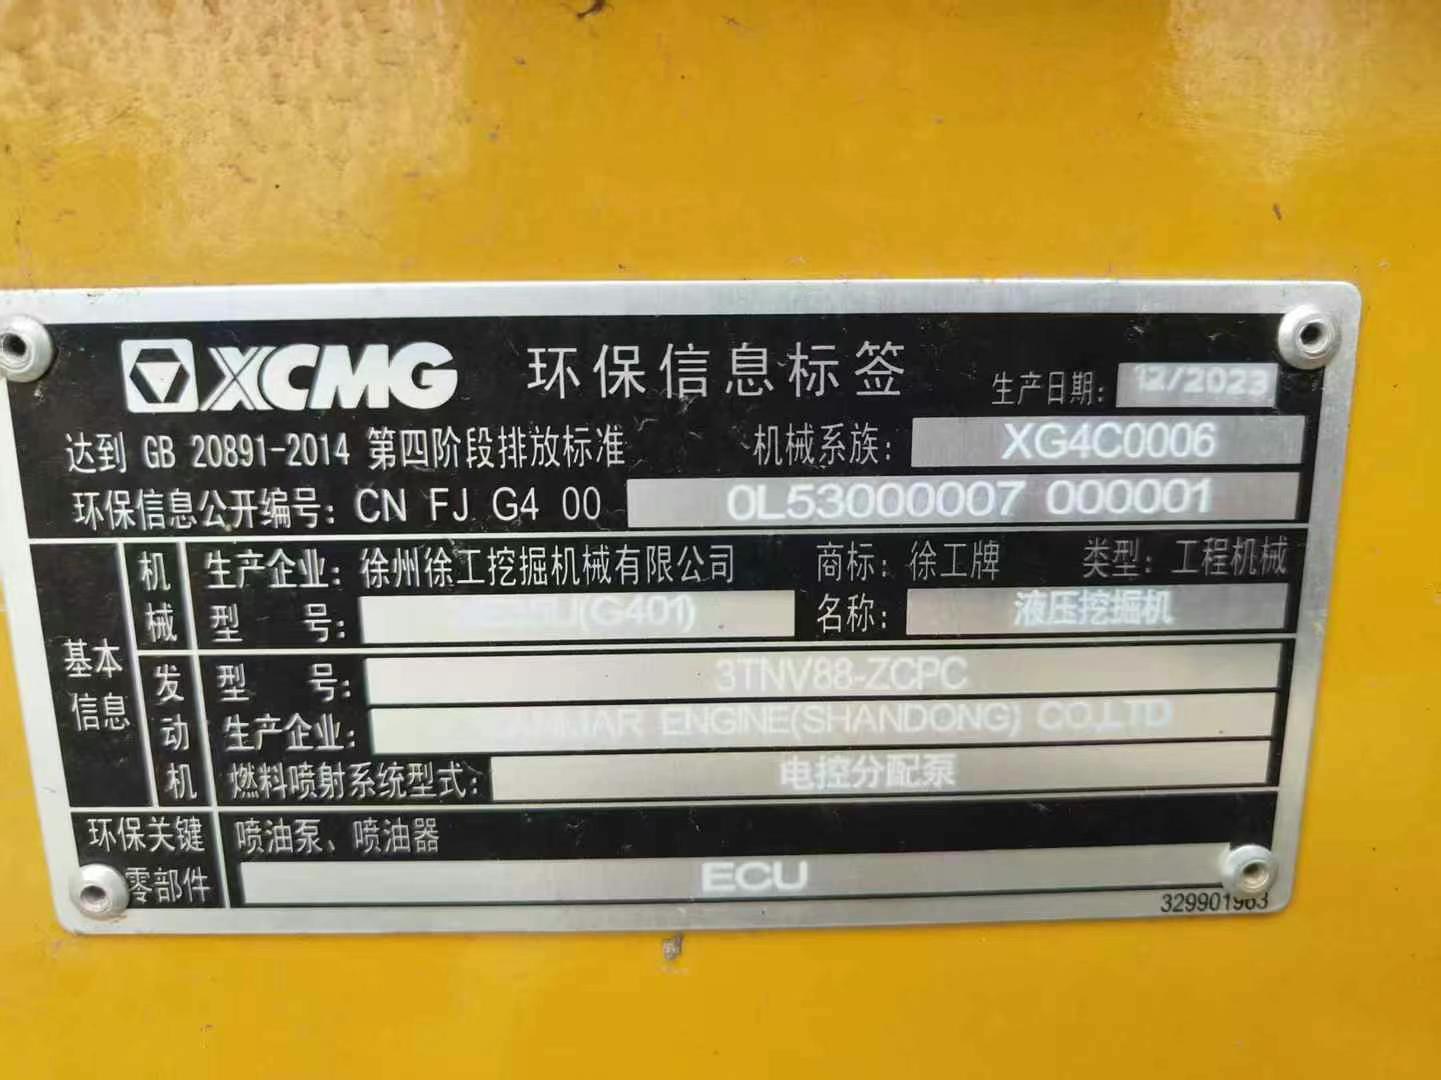 XCMG 环保信息标签 生产日期: 12/2023
达到 GB 20891-2014 第四阶段排放标准 机械系族: XG4C0006
环保信息公开编号: CN FJ G4 00 0L53000007 000001
基本信息
机械
生产企业: 徐州徐工挖掘机械有限公司 商标: 徐工牌 类型: 工程机械
型 号: (G401) 名称: 液压挖掘机
发动机
型 号: 3TNV88-ZCPC
生产企业: ENGINE(SHANDONG) CO.LTD
燃料喷射系统型式: 电控分配泵
环保关键零部件
喷油泵、喷油器
ECU
329901963